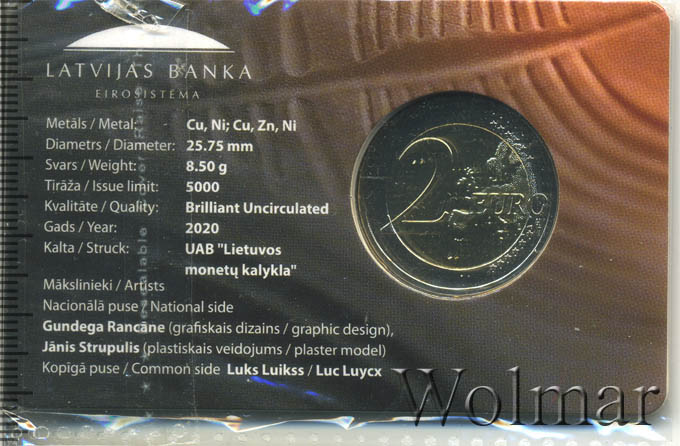 LATVIJAS BANKA
EIROSISTĒMA
Metāls / Metal: Cu, Ni; Cu, Zn, Ni
Diametrs / Diameter: 25.75 mm
Svars / Weight: 8.50 g
Tirāža / Issue limit: 5000
Kvalitāte / Quality: Brilliant Uncirculated
Gads / Year: 2020
Kalta / Struck: UAB "Lietuvos
monetų kalykla"
Mākslinieki / Artists
Nacionālā puse / National side
Gundega Rancāne (grafiskais dizains / graphic design),
Jānis Strupulis (plastiskais veidojums / plaster model)
Kopīgā puse / Common side Luks Luikss / Luc Luycx
2 EURO
Wolmar